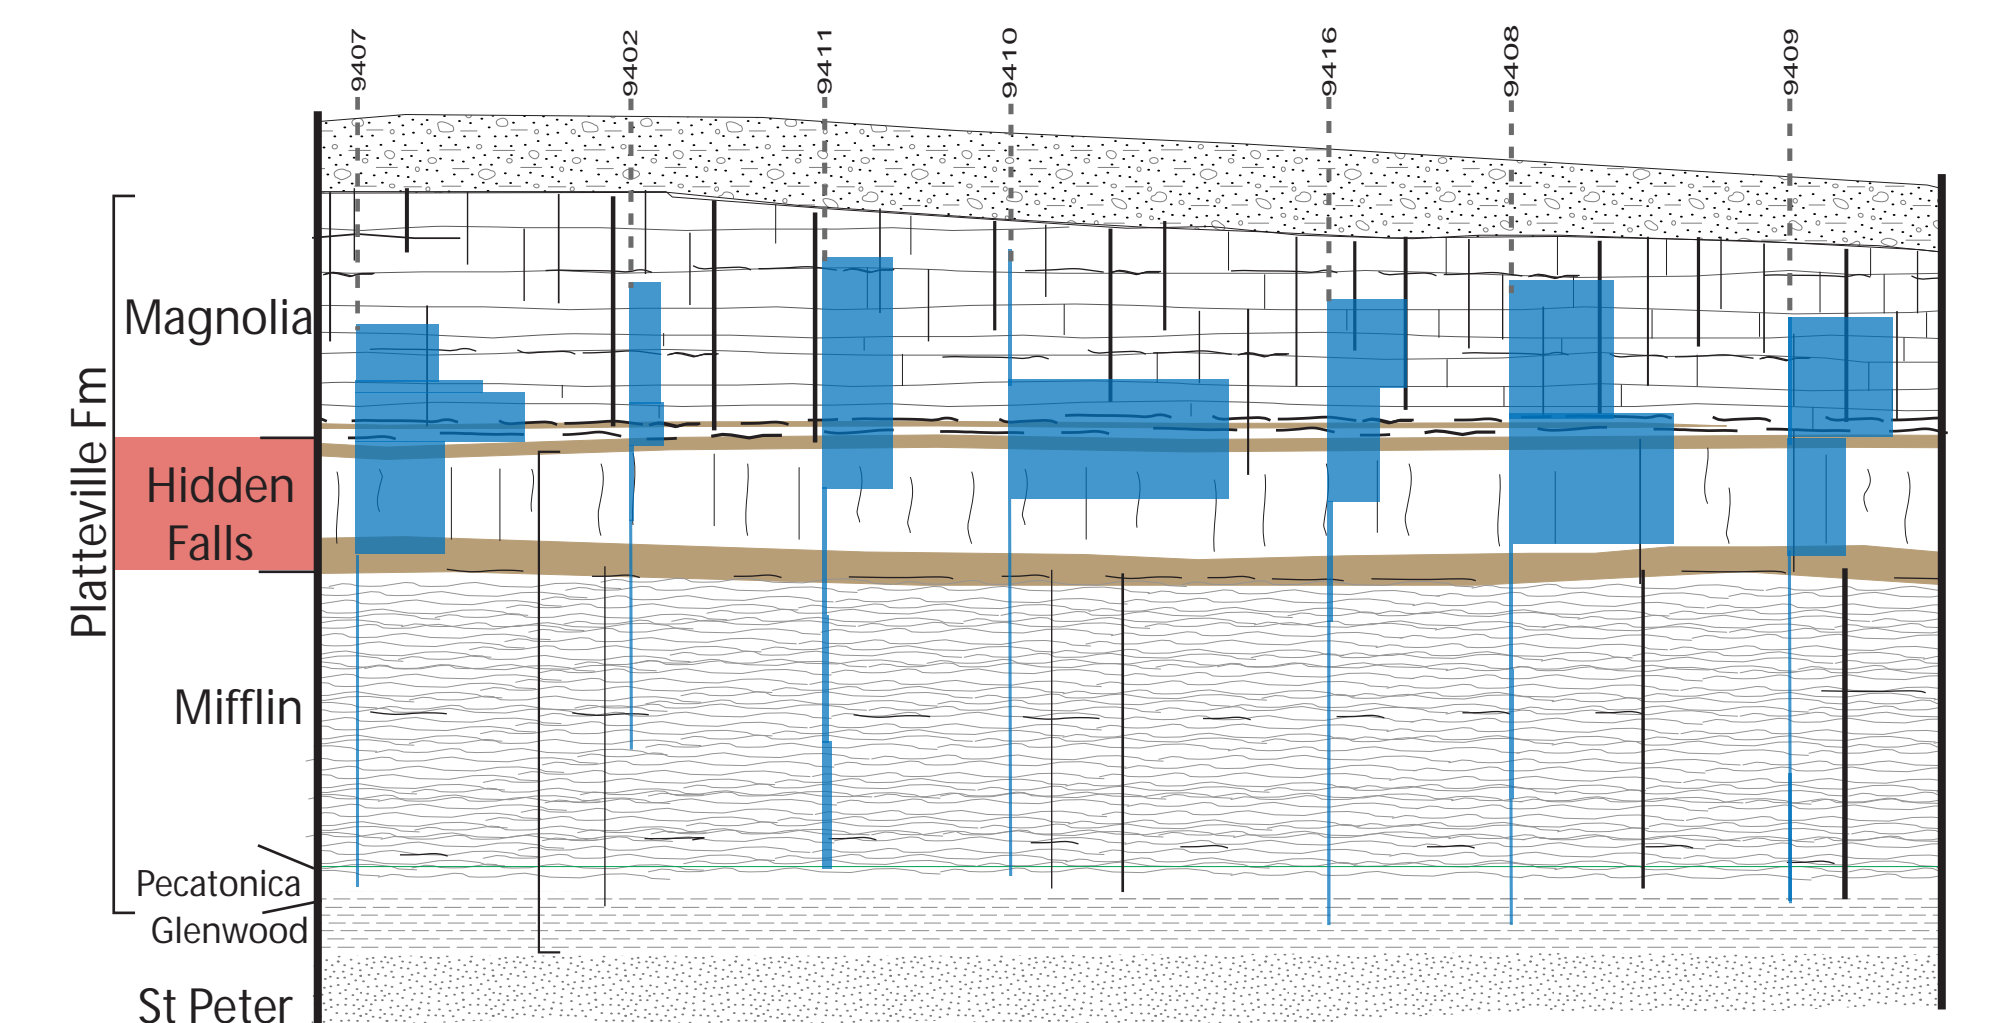 9407
9402
9411
9410
9416
9408
9409
Platteville Fm
Magnolia
Hidden
Falls
Mifflin
Pecatonica
Glenwood
St Peter